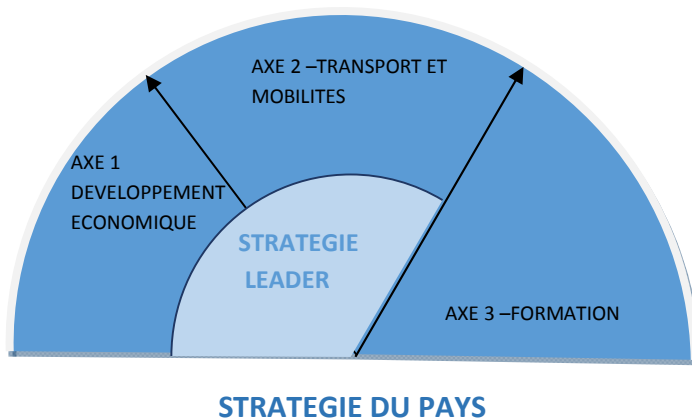 AXE 2 –TRANSPORT ET
MOBILITES
AXE 1
DEVELOPPEMENT
ECONOMIQUE
STRATEGIE
LEADER
AXE 3 –FORMATION
STRATEGIE DU PAYS